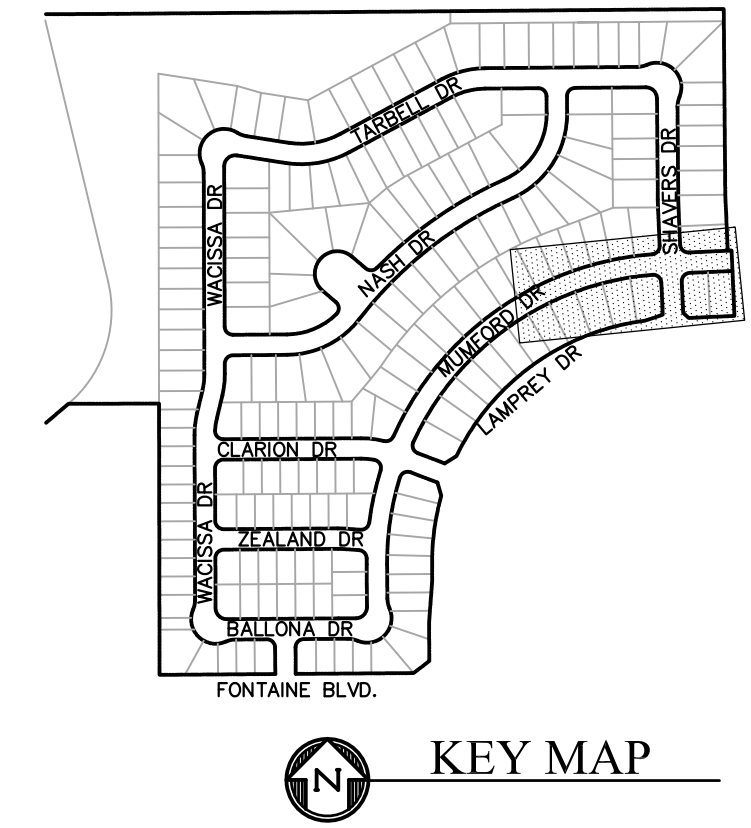 TARBELL DR
SHAVERS DR
WACISSA DR
NASH DR
MUMFORD DR
LAMPREY DR
CLARION DR
WACISSA DR
ZEALAND DR
BALLONA DR
FONTAINE BLVD.
N
KEY MAP